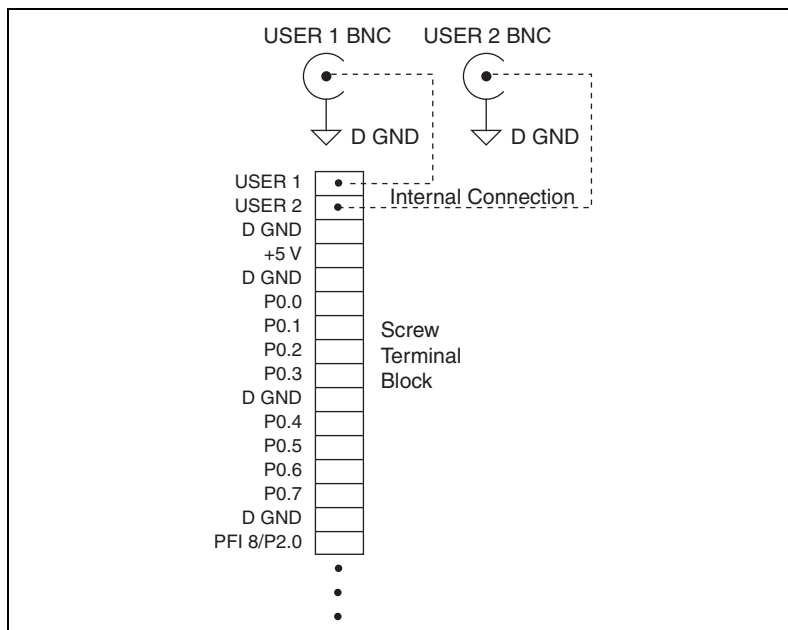 USER 1 BNC
USER 2 BNC
D GND
D GND
USER 1
USER 2
Internal Connection
D GND
+5 V
D GND
P0.0
P0.1
P0.2
P0.3
D GND
P0.4
P0.5
P0.6
P0.7
D GND
PFI 8/P2.0
Screw
Terminal
Block